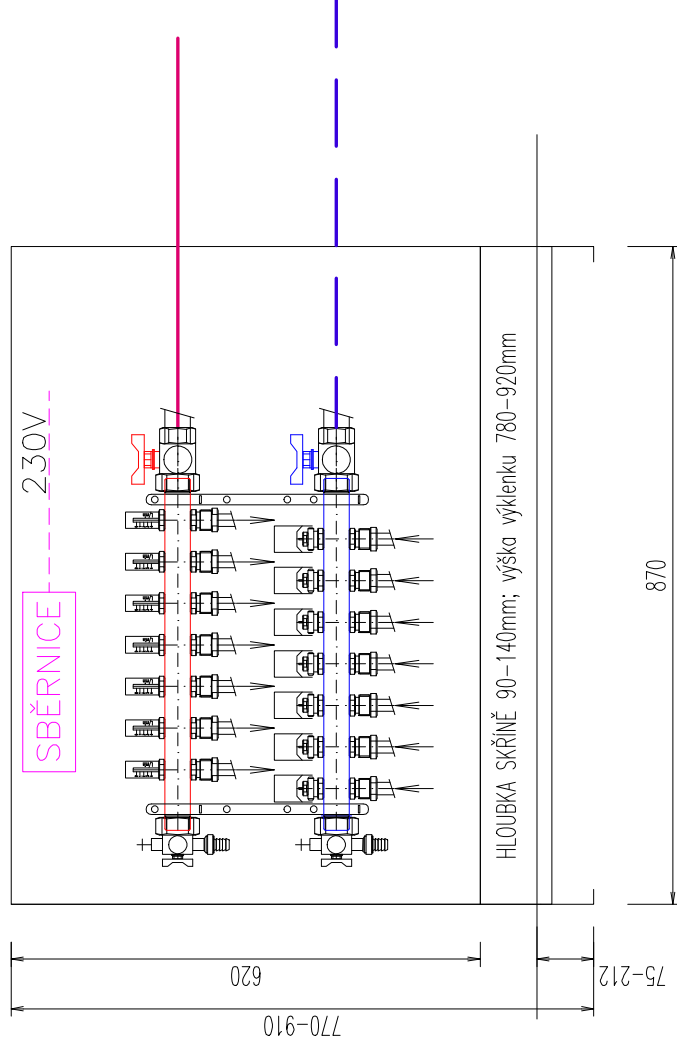 SBĚRNICE
230V
HLOUBKA SKŘÍNĚ 90-140mm; výška výklenku 780-920mm
870
620
75-212
770-910